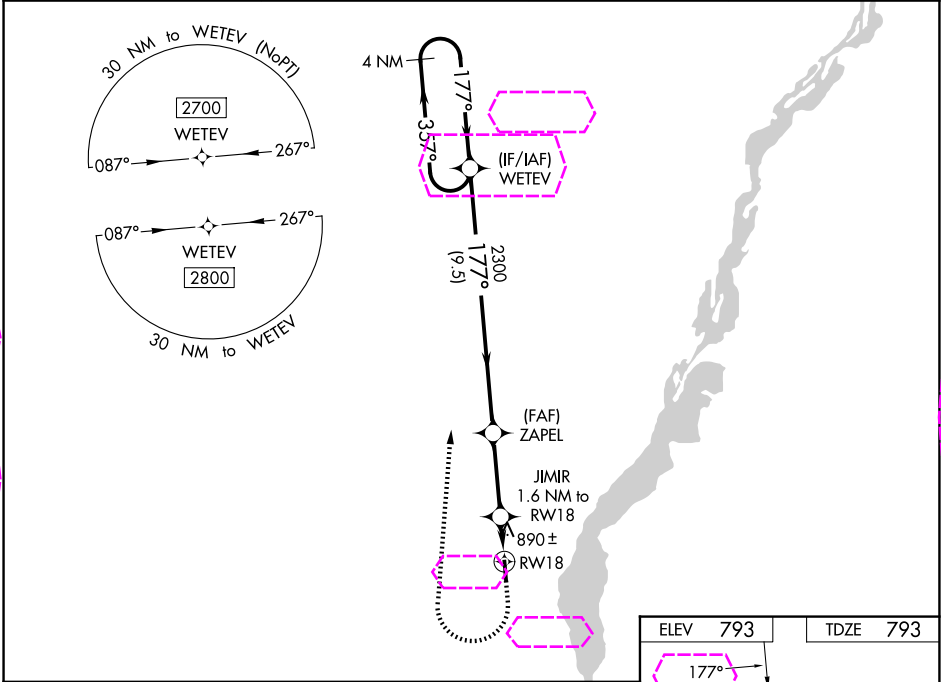 30 NM to WETEV (NoPT)
2700
WETEV
087°
267°
087°
267°
WETEV
2800
30 NM to WETEV
4 NM
177°
357°
(IF/IAF)
WETEV
2300
177°
(9.5)
(FAF)
ZAPEL
JIMIR
1.6 NM to
RW18
890 ±
RW18
ELEV 793
TDZE 793
177°